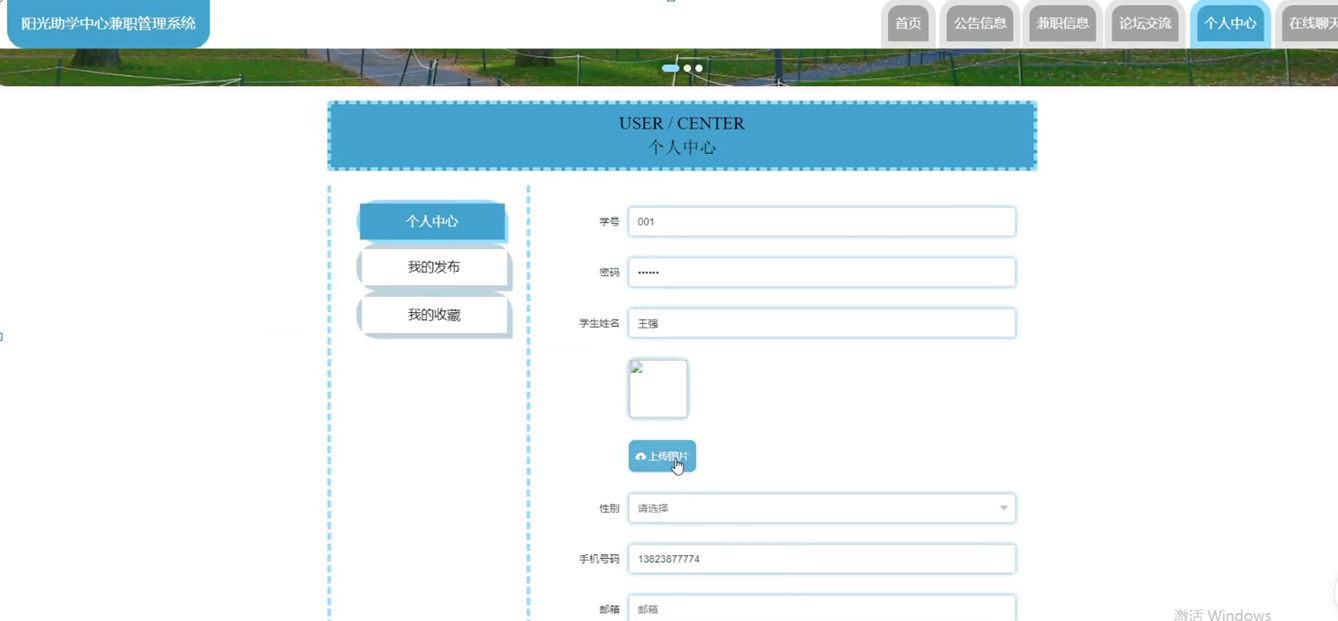 阳光助学中心兼职管理系统
首页
公告信息
兼职信息
论坛交流
个人中心
在线聊天
USER / CENTER
个人中心
个人中心
我的发布
我的收藏
学号 001
密码 ······
学生姓名 王强
上传图片
性别 请选择
手机号码 13823877774
邮箱 邮箱
激活 Windows